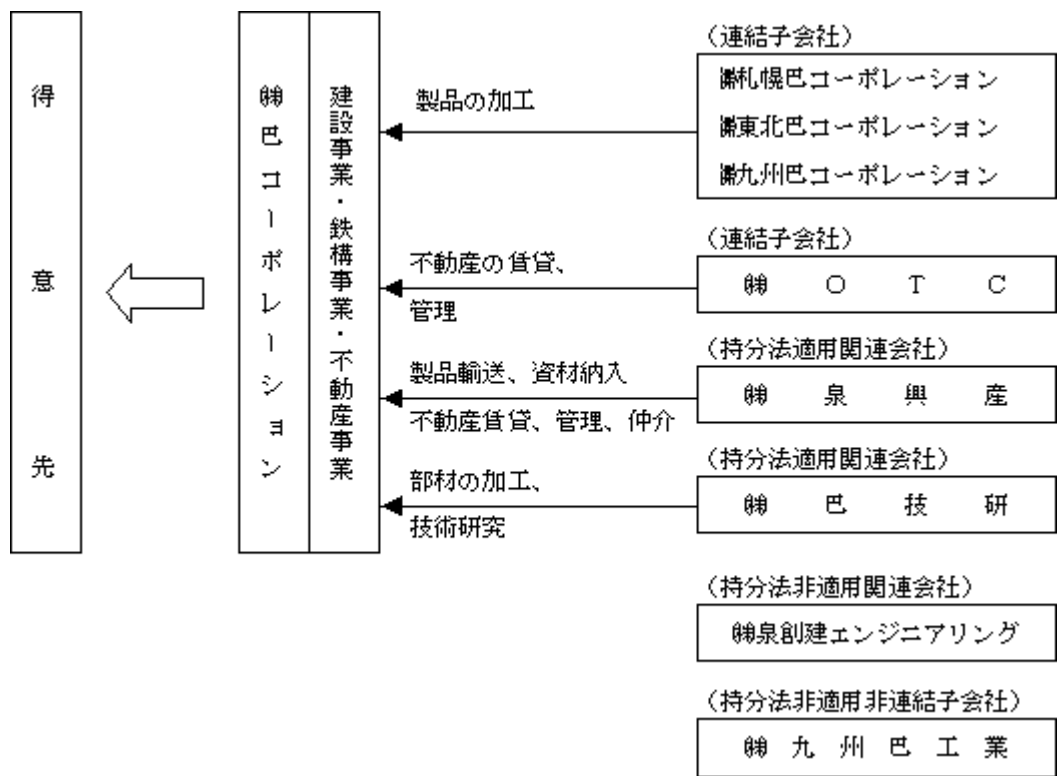 得意先
㈱巴コーポレーション
建設事業・鉄構事業・不動産事業
（連結子会社）
㈱札幌巴コーポレーション
㈱東北巴コーポレーション
㈱九州巴コーポレーション
製品の加工
（連結子会社）
㈱ＯＴＣ
不動産の賃貸、
管理
（持分法適用関連会社）
㈱泉興産
製品輸送、資材納入
不動産賃貸、管理、仲介
（持分法適用関連会社）
㈱巴技研
部材の加工、
技術研究
（持分法非適用関連会社）
㈱泉創建エンジニアリング
（持分法非適用非連結子会社）
㈱九州巴工業